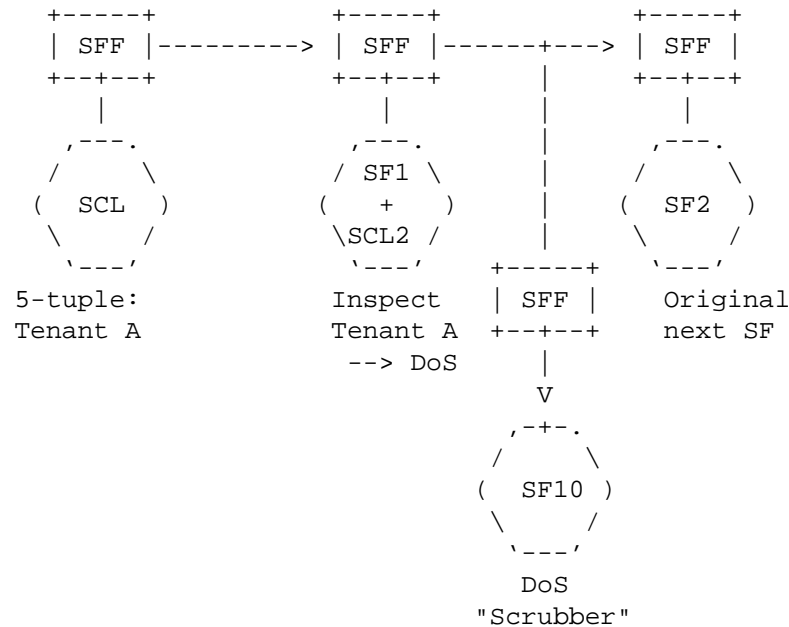 SFF SFF SFF
SCL SF1 + SCL2 SF2
5-tuple: Tenant A
Inspect Tenant A --> DoS
SFF
Original next SF
SF10
DoS "Scrubber"